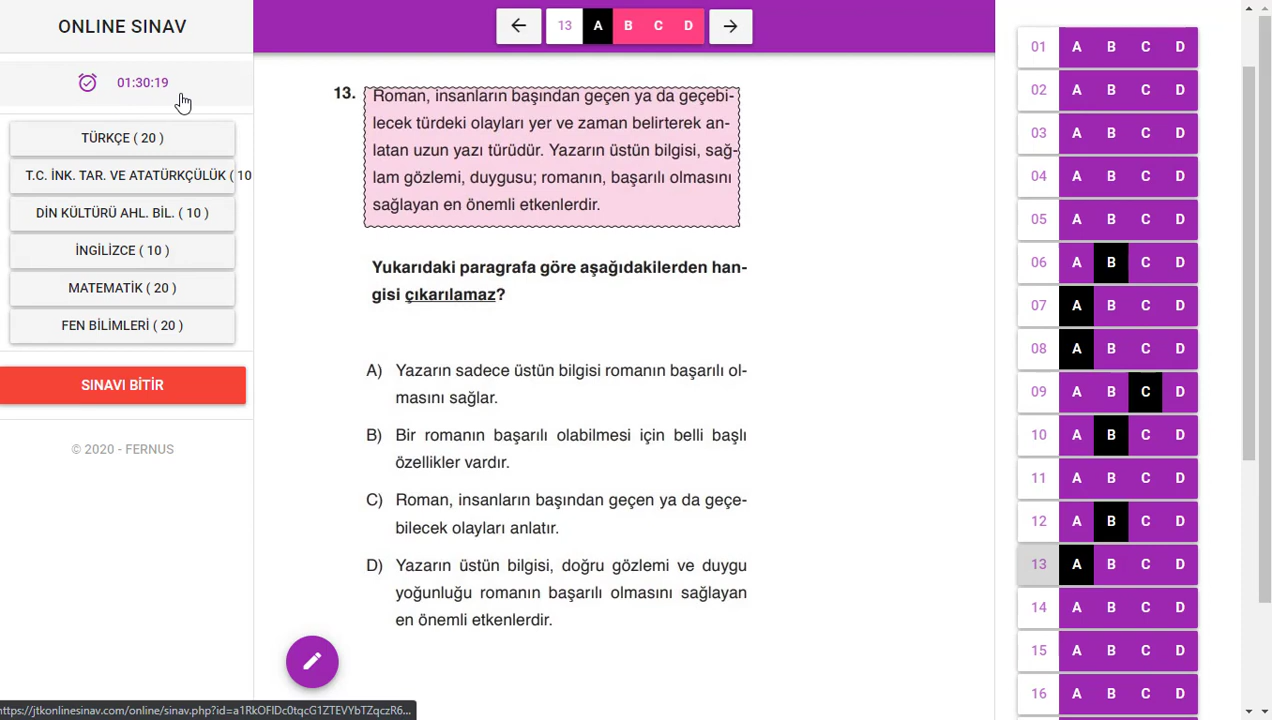 ONLINE SINAV
01:30:19
TÜRKÇE ( 20 )
T.C. İNK. TAR. VE ATATÜRKÇÜLÜK ( 10
DİN KÜLTÜRÜ AHL. BİL. ( 10 )
İNGİLİZCE ( 10 )
MATEMATİK ( 20 )
FEN BİLİMLERİ ( 20 )
SINAVI BİTİR
© 2020 - FERNUS
13 A B C D
13. Roman, insanların başından geçen ya da geçebi-
lecek türdeki olayları yer ve zaman belirterek an-
latan uzun yazı türüdür. Yazarın üstün bilgisi, sağ-
lam gözlemi, duygusu; romanın, başarılı olmasını
sağlayan en önemli etkenlerdir.
Yukarıdaki paragrafa göre aşağıdakilerden han-
gisi çıkarılamaz?
A) Yazarın sadece üstün bilgisi romanın başarılı ol-
masını sağlar.
B) Bir romanın başarılı olabilmesi için belli başlı
özellikler vardır.
C) Roman, insanların başından geçen ya da geçe-
bilecek olayları anlatır.
D) Yazarın üstün bilgisi, doğru gözlemi ve duygu
yoğunluğu romanın başarılı olmasını sağlayan
en önemli etkenlerdir.
01 A B C D
02 A B C D
03 A B C D
04 A B C D
05 A B C D
06 A B C D
07 A B C D
08 A B C D
09 A B C D
10 A B C D
11 A B C D
12 A B C D
13 A B C D
14 A B C D
15 A B C D
16 A B C D
https://jtkonlinesinav.com/online/sinav.php?id=a1RkOFlDc0tqcG1ZTEVYbTZqczR6...